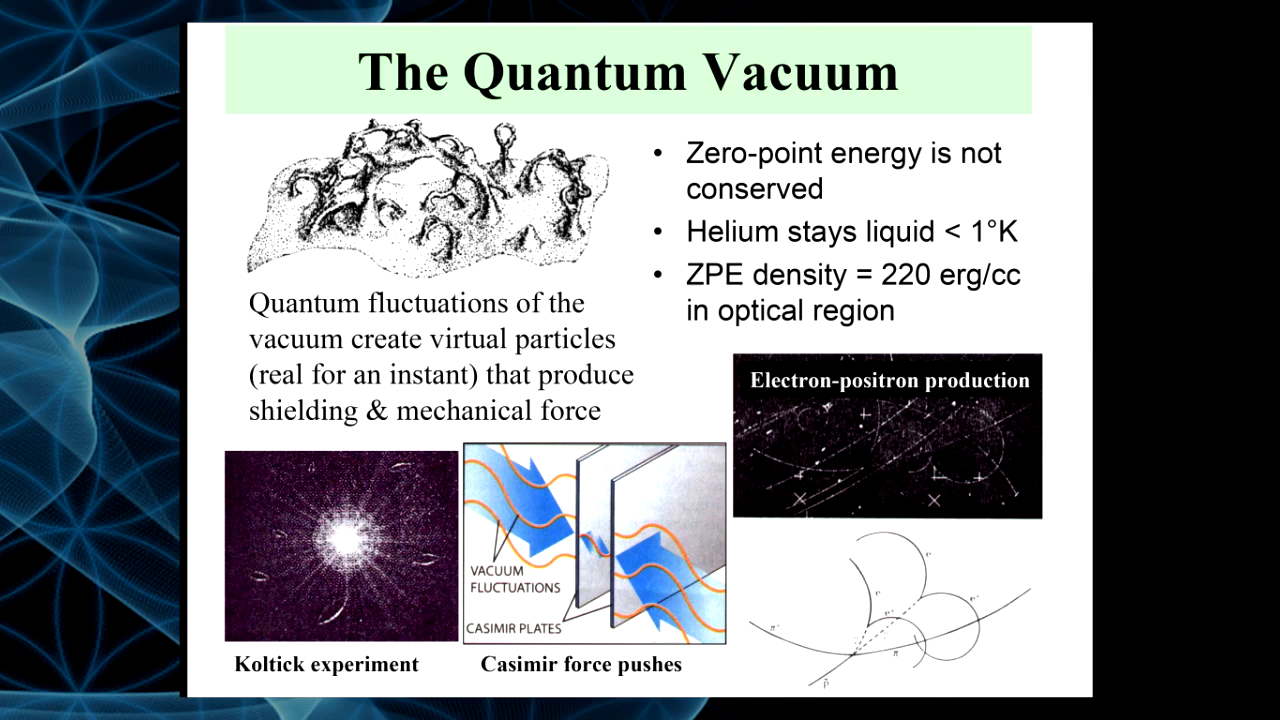 The Quantum Vacuum
Quantum fluctuations of the
vacuum create virtual particles
(real for an instant) that produce
shielding & mechanical force
• Zero-point energy is not
conserved
• Helium stays liquid < 1°K
• ZPE density = 220 erg/cc
in optical region
Electron-positron production
VACUUM
FLUCTUATIONS
CASIMIR PLATES
Koltick experiment
Casimir force pushes